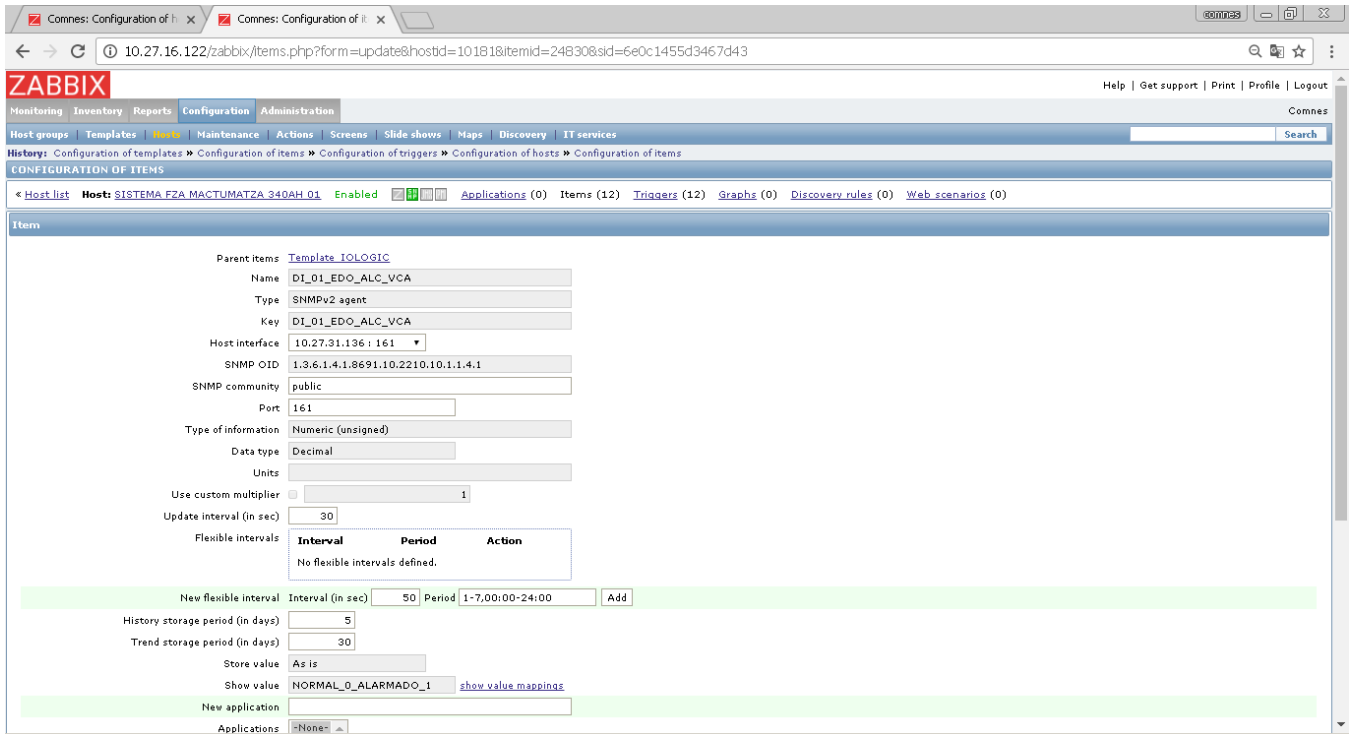 Comnes: Configuration of h
Comnes: Configuration of it
comnes
10.27.16.122/zabbix/items.php?form=update&hostid=10181&itemid=24830&sid=6e0c1455d3467d43
ZABBIX
Help | Get support | Print | Profile | Logout
Monitoring Inventory Reports Configuration Administration
Comnes
Host groups | Templates | Hosts | Maintenance | Actions | Screens | Slide shows | Maps | Discovery | IT services
Search
History: Configuration of templates » Configuration of items » Configuration of triggers » Configuration of hosts » Configuration of items
CONFIGURATION OF ITEMS
« Host list Host: SISTEMA FZA MACTUMATZA 340AH 01 Enabled Applications (0) Items (12) Triggers (12) Graphs (0) Discovery rules (0) Web scenarios (0)
Item
Parent items Template IOLOGIC
Name DI_01_EDO_ALC_VCA
Type SNMPv2 agent
Key DI_01_EDO_ALC_VCA
Host interface 10.27.31.136 : 161
SNMP OID 1.3.6.1.4.1.8691.10.2210.10.1.1.4.1
SNMP community public
Port 161
Type of information Numeric (unsigned)
Data type Decimal
Units
Use custom multiplier 1
Update interval (in sec) 30
Flexible intervals Interval Period Action
No flexible intervals defined.
New flexible interval Interval (in sec) 50 Period 1-7,00:00-24:00 Add
History storage period (in days) 5
Trend storage period (in days) 30
Store value As is
Show value NORMAL_0_ALARMADO_1 show value mappings
New application
Applications -None-